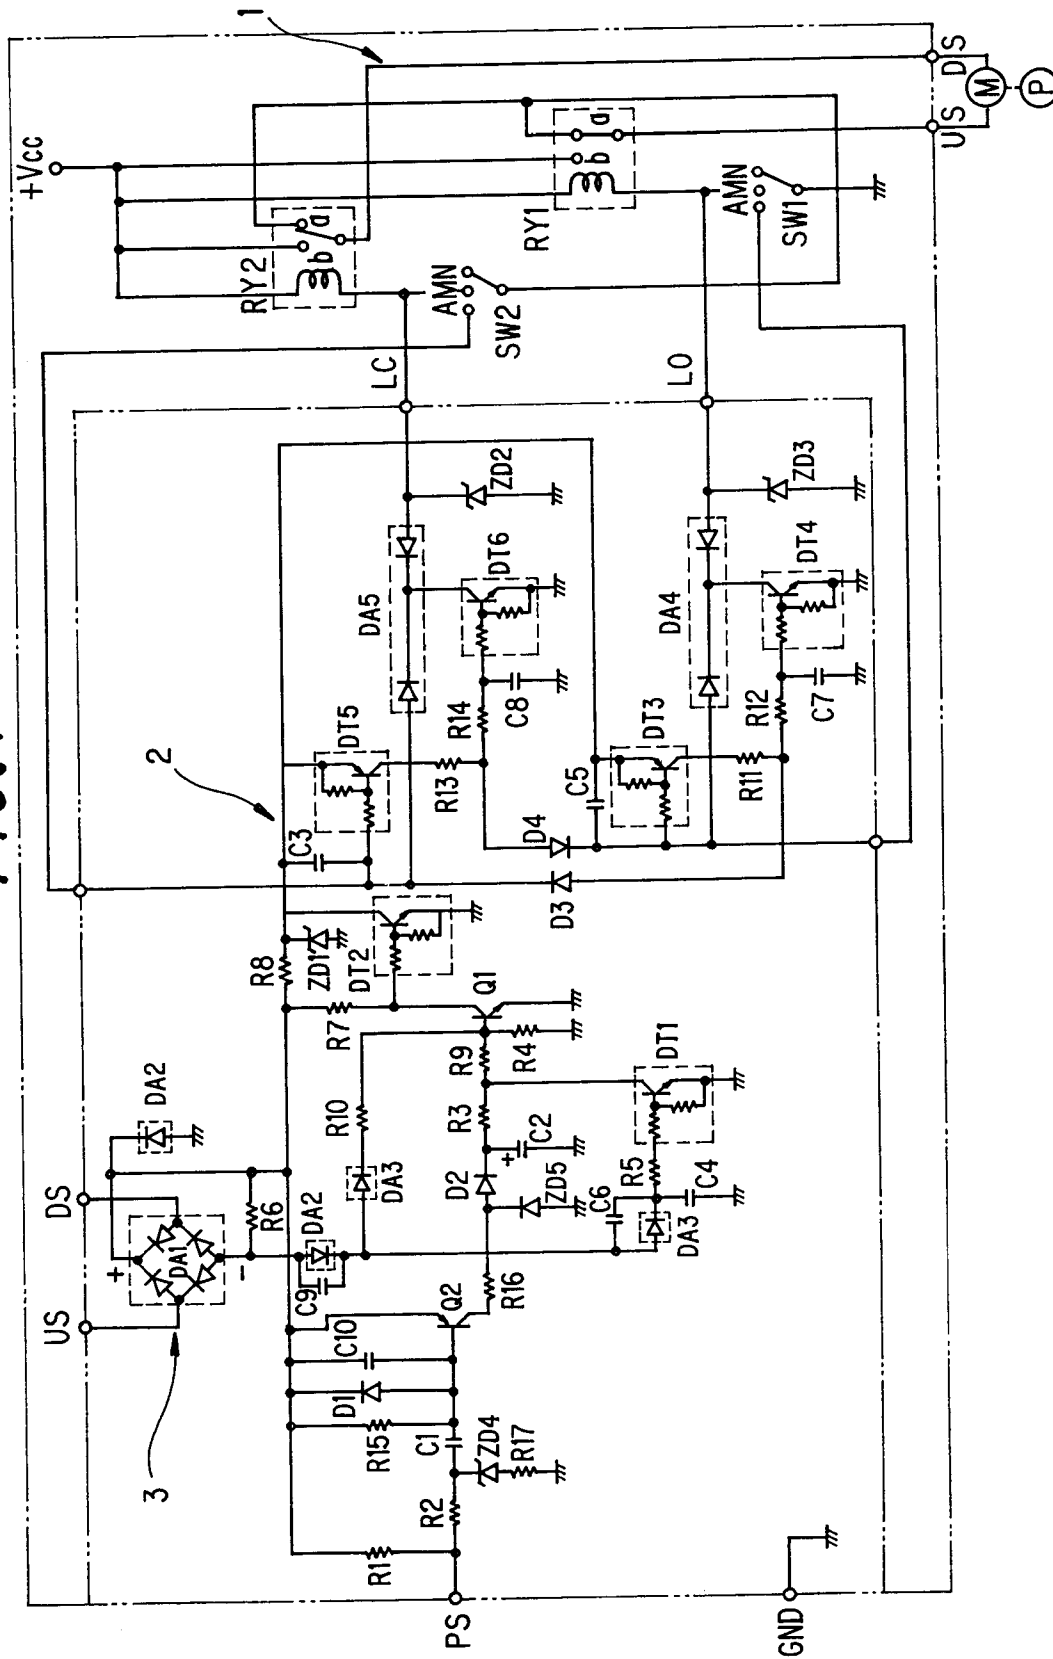 1
+Vcc
RY2
a
b
RY1
a
b
AMN
SW2
AMN
SW1
US
DS
M
P
LC
LO
2
ZD2
ZD3
DA5
DT6
DA4
DT4
DT5
R14
C8
R13
C3
D4
C5
DT3
R12
C7
R11
D3
R8
ZD1
DT2
R7
Q1
R9
R4
DT1
DA2
R10
R3
C2
+
D2
ZD5
R5
C4
C6
DA3
DA3
DS
US
+
DA1
-
R6
DA2
C9
3
Q2
R16
C10
D1
R15
C1
ZD4
R17
R2
R1
PS
GND